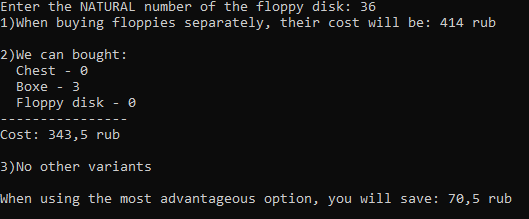 Enter the NATURAL number of the floppy disk: 36
1)When buying floppies separately, their cost will be: 414 rub
2)We can bought:
Chest - 0
Boxe - 3
Floppy disk - 0
----------------
Cost: 343,5 rub
3)No other variants
When using the most advantageous option, you will save: 70,5 rub